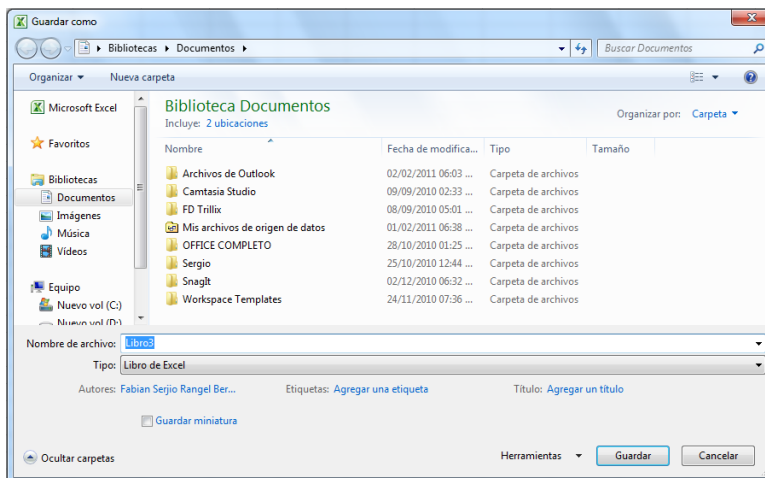 Guardar como
Bibliotecas Documentos Buscar Documentos
Organizar Nueva carpeta
Microsoft Excel
Favoritos
Bibliotecas
Documentos
Imágenes
Música
Vídeos
Equipo
Nuevo vol (C:)
Nuevo vol (D:)
Biblioteca Documentos
Incluye: 2 ubicaciones
Organizar por: Carpeta
Nombre Fecha de modifica... Tipo Tamaño
Archivos de Outlook 02/02/2011 06:03 ... Carpeta de archivos
Camtasia Studio 09/09/2010 02:33 ... Carpeta de archivos
FD Trillix 08/09/2010 05:01 ... Carpeta de archivos
Mis archivos de origen de datos 01/02/2011 06:38 ... Carpeta de archivos
OFFICE COMPLETO 28/10/2010 01:25 ... Carpeta de archivos
Sergio 25/10/2010 12:44 ... Carpeta de archivos
SnagIt 02/12/2010 06:32 ... Carpeta de archivos
Workspace Templates 24/11/2010 07:36 ... Carpeta de archivos
Nombre de archivo: Libro3
Tipo: Libro de Excel
Autores: Fabian Serjio Rangel Ber... Etiquetas: Agregar una etiqueta Título: Agregar un título
Guardar miniatura
Ocultar carpetas Herramientas Guardar Cancelar